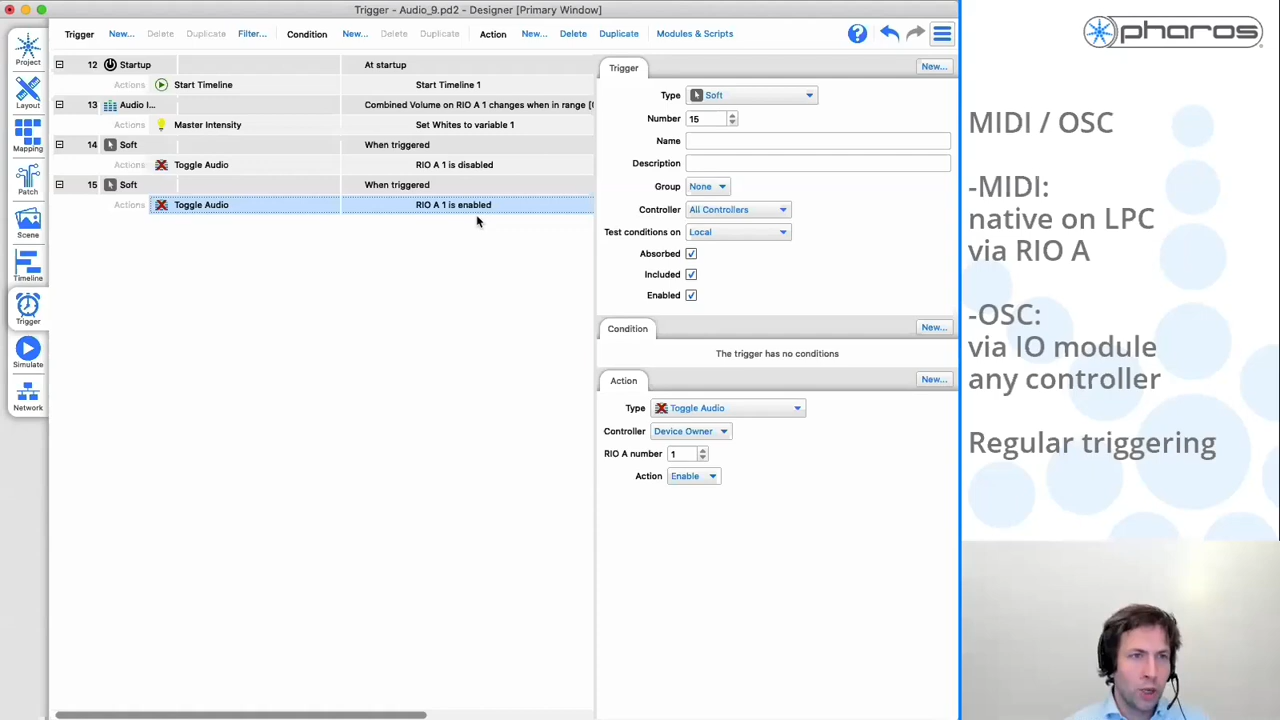 Trigger - Audio_9.pd2 - Designer [Primary Window]
Trigger New... Delete Duplicate Filter... Condition New... Delete Duplicate Action New... Delete Duplicate Modules & Scripts
Project
Layout
Mapping
Patch
Scene
Timeline
Trigger
Simulate
Network
12 Startup At startup
Actions Start Timeline Start Timeline 1
13 Audio I... Combined Volume on RIO A 1 changes when in range [0
Actions Master Intensity Set Whites to variable 1
14 Soft When triggered
Actions Toggle Audio RIO A 1 is disabled
15 Soft When triggered
Actions Toggle Audio RIO A 1 is enabled
Trigger New...
Type Soft
Number 15
Name
Description
Group None
Controller All Controllers
Test conditions on Local
Absorbed
Included
Enabled
Condition New...
The trigger has no conditions
Action New...
Type Toggle Audio
Controller Device Owner
RIO A number 1
Action Enable
pharos
MIDI / OSC
-MIDI:
native on LPC
via RIO A
-OSC:
via IO module
any controller
Regular triggering